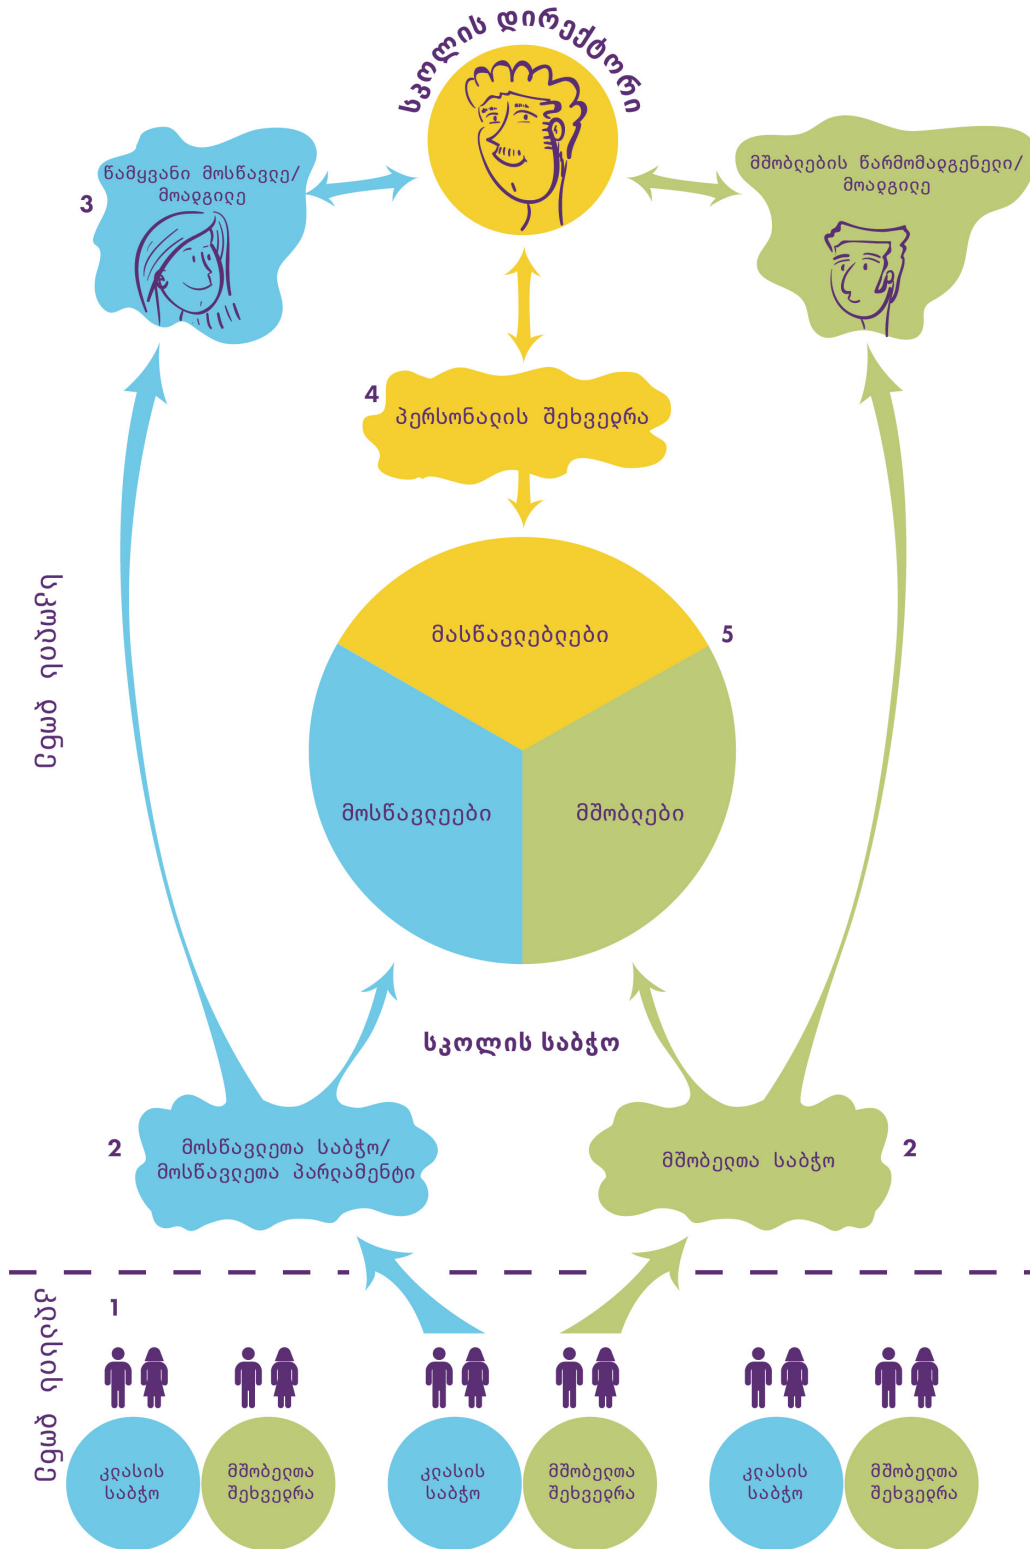 სკოლის დირექტორი
წამყვანი მოსწავლე/
მოადგილე
3
მშობლების წარმომადგენელი/
მოადგილე
4
პერსონალის შეხვედრა
სკოლის დონე
მასწავლებლები
5
მოსწავლეები
მშობლები
სკოლის საბჭო
2
მოსწავლეთა საბჭო/
მოსწავლეთა პარლამენტი
მშობელთა საბჭო
2
კლასის დონე
1
კლასის
საბჭო
მშობელთა
შეხვედრა
კლასის
საბჭო
მშობელთა
შეხვედრა
კლასის
საბჭო
მშობელთა
შეხვედრა